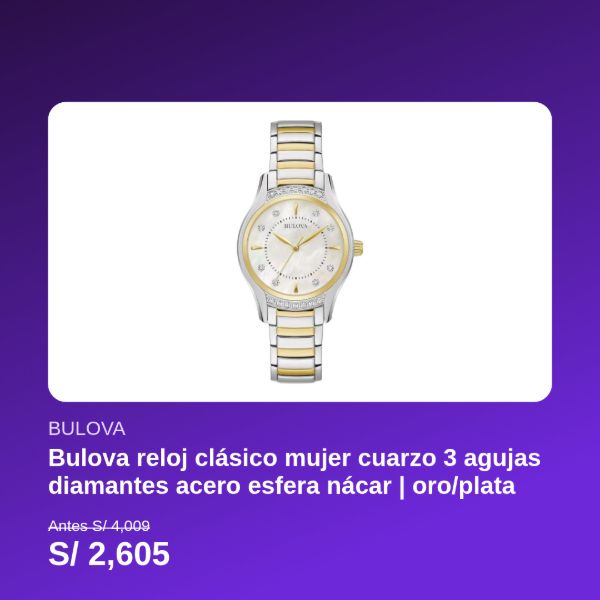 BULOVA
BULOVA
Bulova reloj clásico mujer cuarzo 3 agujas
diamantes acero esfera nácar | oro/plata
Antes S/ 4,009
S/ 2,605